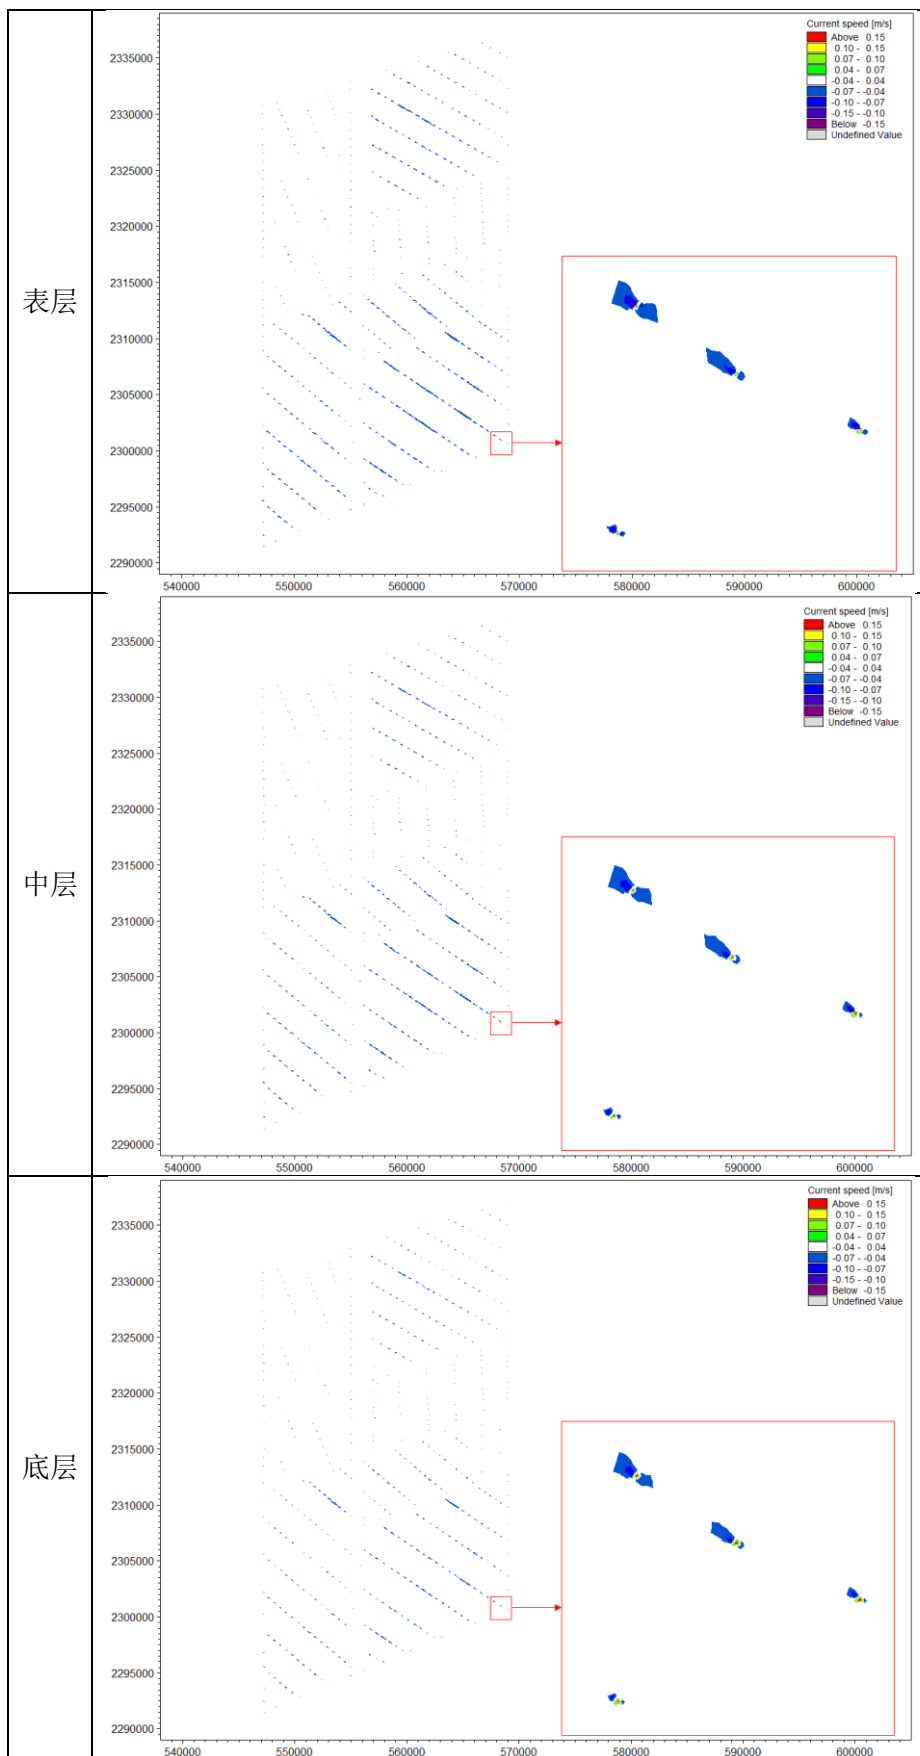 表层
Current speed [m/s]
Above 0.15
0.10 - 0.15
0.07 - 0.10
0.04 - 0.07
-0.04 - 0.04
-0.07 - -0.04
-0.10 - -0.07
-0.15 - -0.10
Below -0.15
Undefined Value
2335000
2330000
2325000
2320000
2315000
2310000
2305000
2300000
2295000
2290000
540000 550000 560000 570000 580000 590000 600000
中层
Current speed [m/s]
Above 0.15
0.10 - 0.15
0.07 - 0.10
0.04 - 0.07
-0.04 - 0.04
-0.07 - -0.04
-0.10 - -0.07
-0.15 - -0.10
Below -0.15
Undefined Value
2335000
2330000
2325000
2320000
2315000
2310000
2305000
2300000
2295000
2290000
540000 550000 560000 570000 580000 590000 600000
底层
Current speed [m/s]
Above 0.15
0.10 - 0.15
0.07 - 0.10
0.04 - 0.07
-0.04 - 0.04
-0.07 - -0.04
-0.10 - -0.07
-0.15 - -0.10
Below -0.15
Undefined Value
2335000
2330000
2325000
2320000
2315000
2310000
2305000
2300000
2295000
2290000
540000 550000 560000 570000 580000 590000 600000